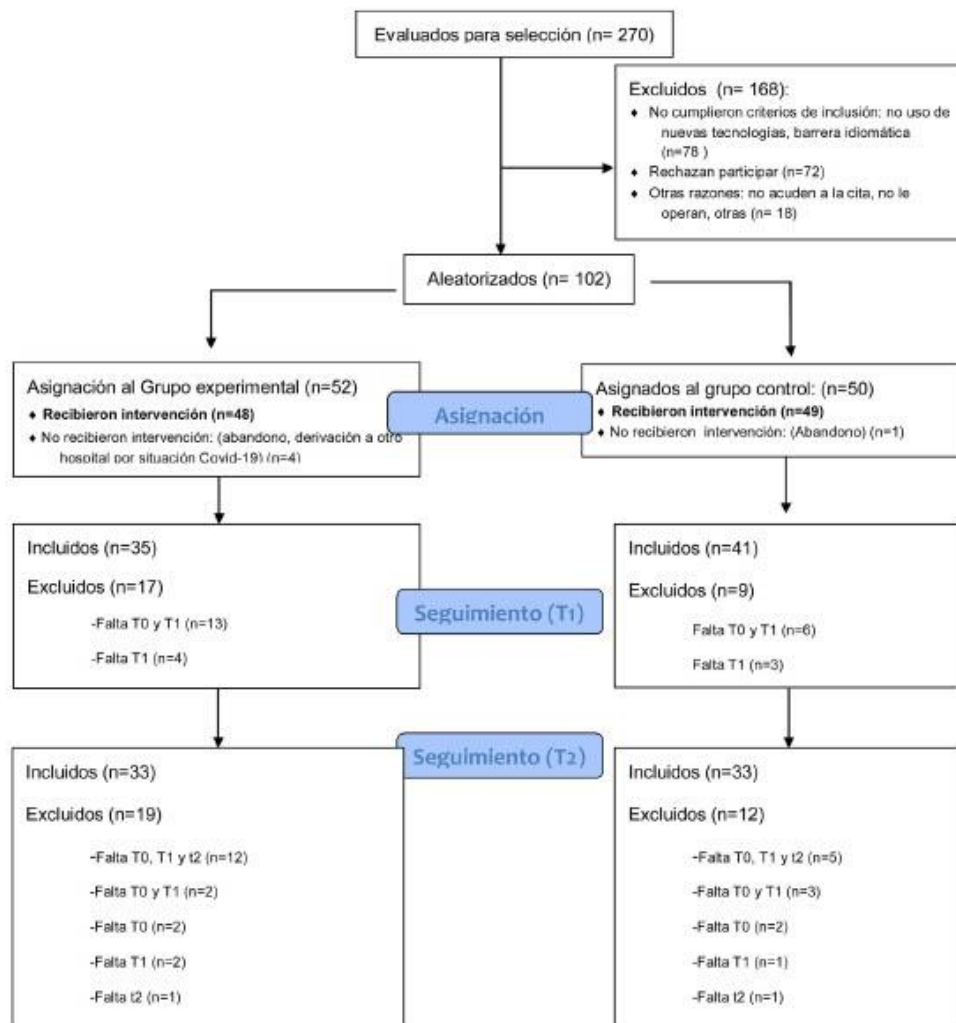 Evaluados para selección (n= 270)
Excluidos (n= 168):
♦ No cumplieron criterios de inclusión: no uso de
nuevas tecnologías, barrera idiomática
(n=78 )
♦ Rechazan participar (n=72)
♦ Otras razones: no acuden a la cita, no le
operan, otras (n= 18)
Aleatorizados (n= 102)
Asignación al Grupo experimental (n=52)
♦ Recibieron intervención (n=48)
♦ No recibieron intervención: (abandono, derivación a otro
hospital por situación Covid-19) (n=4)
Asignación
Asignados al grupo control: (n=50)
♦ Recibieron intervención (n=49)
♦ No recibieron intervención: (Abandono) (n=1)
Incluidos (n=35)
Excluidos (n=17)
-Falta T0 y T1 (n=13)
-Falta T1 (n=4)
Seguimiento (T1)
Incluidos (n=41)
Excluidos (n=9)
Falta T0 y T1 (n=6)
Falta T1 (n=3)
Seguimiento (T2)
Incluidos (n=33)
Excluidos (n=19)
-Falta T0, T1 y t2 (n=12)
-Falta T0 y T1 (n=2)
-Falta T0 (n=2)
-Falta T1 (n=2)
-Falta t2 (n=1)
Incluidos (n=33)
Excluidos (n=12)
-Falta T0, T1 y t2 (n=5)
-Falta T0 y T1 (n=3)
-Falta T0 (n=2)
-Falta T1 (n=1)
-Falta t2 (n=1)